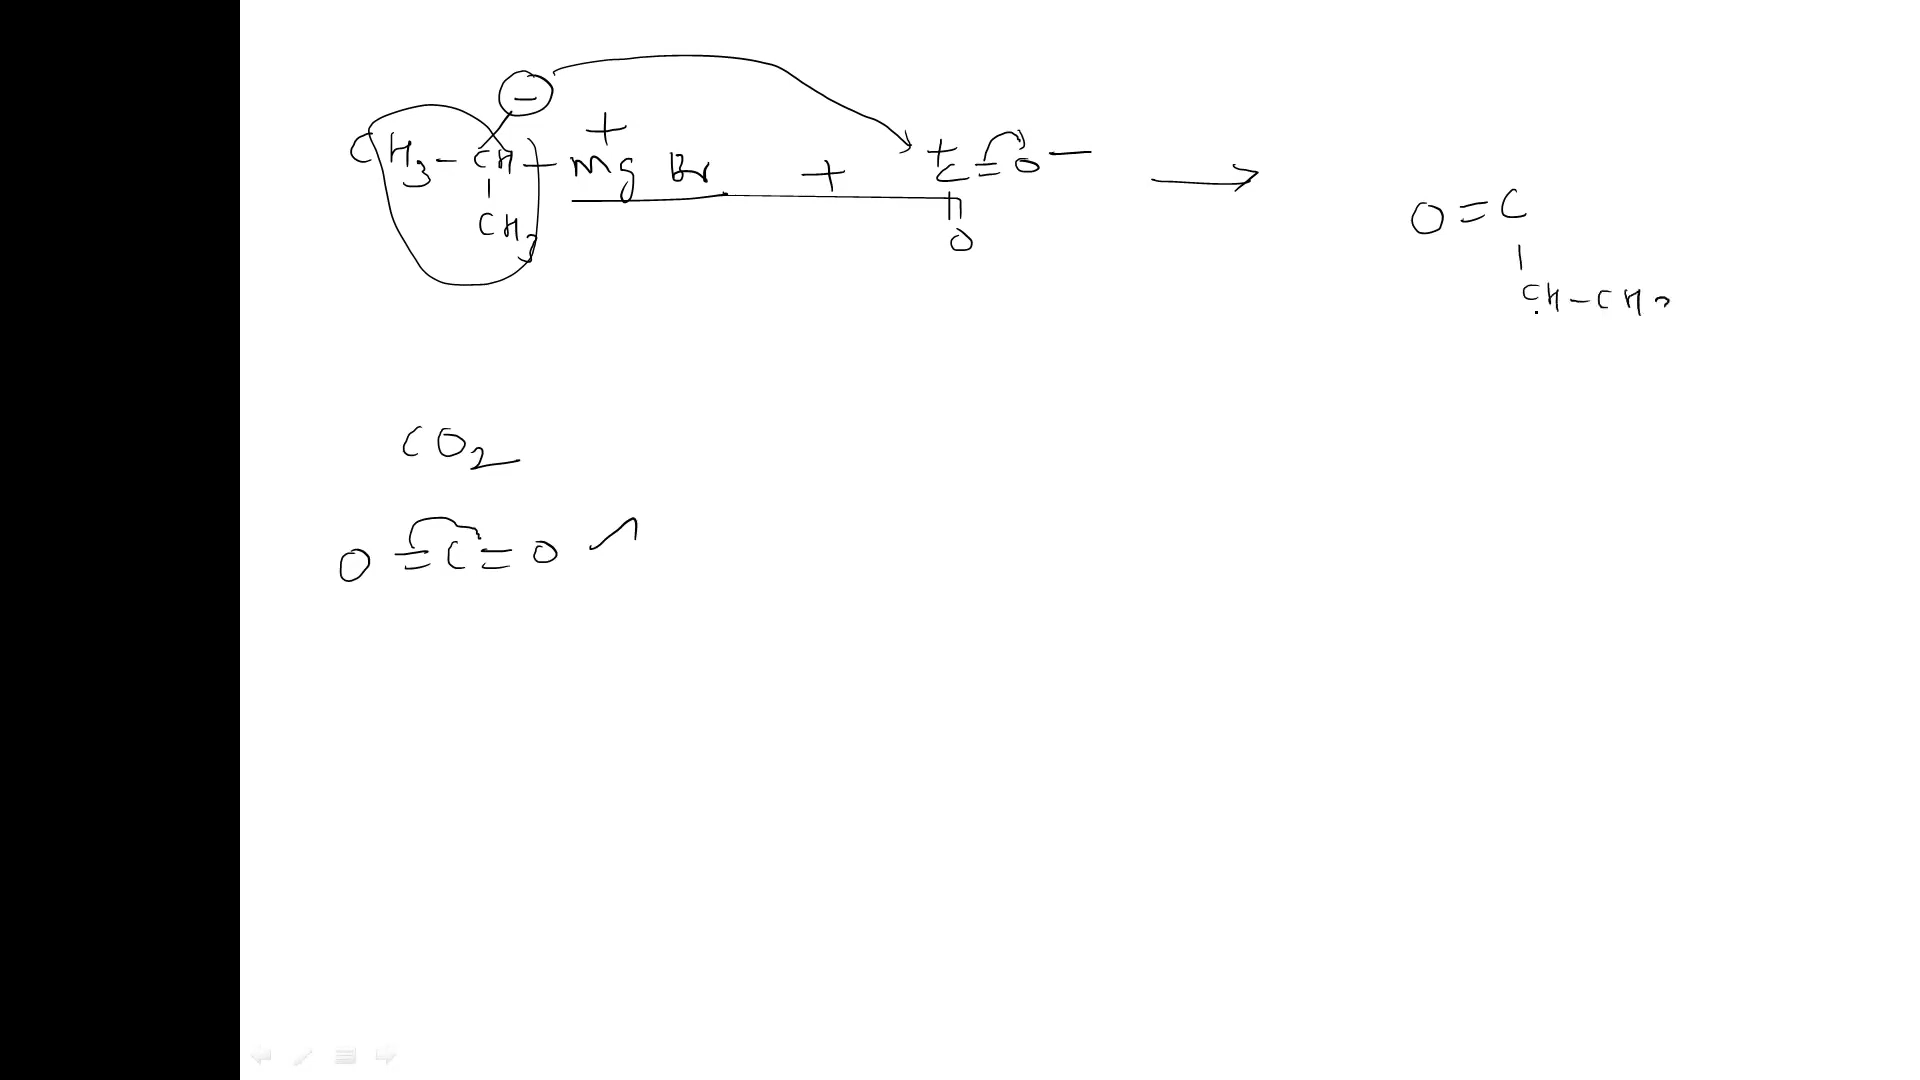 CH3-CH-MgBr + C=O →
CH3
O
O=C
CH-CH3
CO2
O=C=O